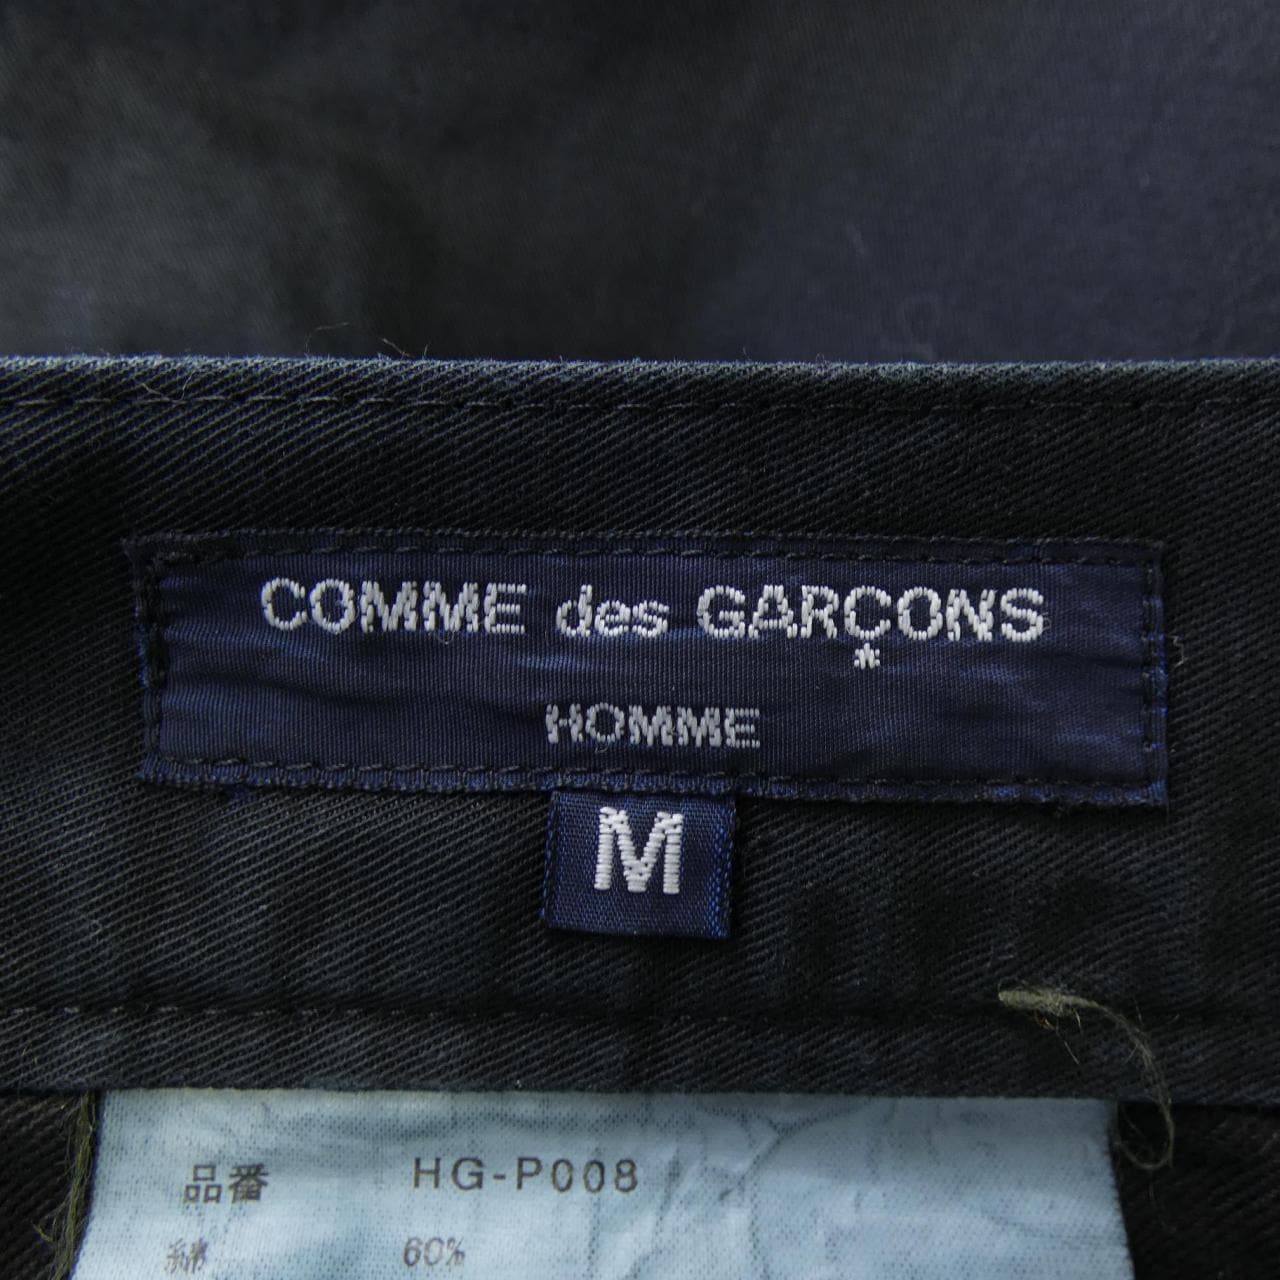 COMME des GARÇONS
HOMME
M
品番 HG-P008
綿 60%